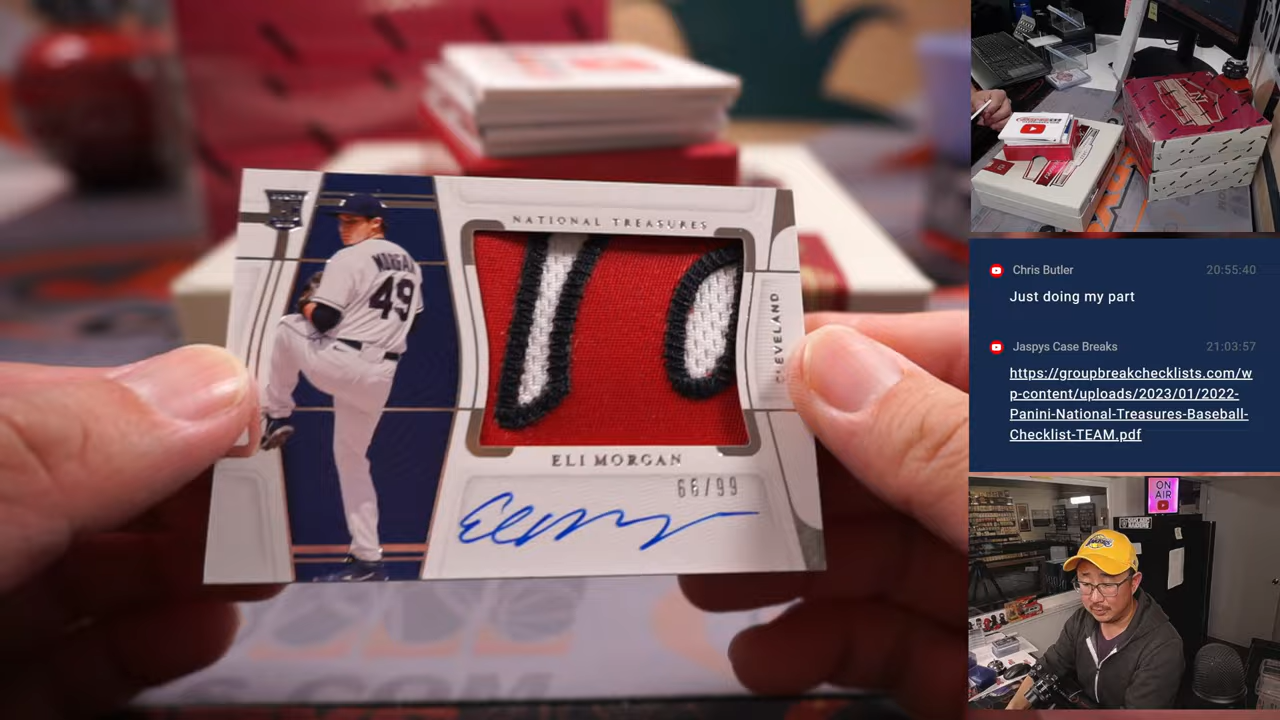 NATIONAL TREASURES
RC
MORGAN
49
CLEVELAND
ELI MORGAN
66/99
Chris Butler 20:55:40
Just doing my part
Jaspys Case Breaks 21:03:57
https://groupbreakchecklists.com/w
p-content/uploads/2023/01/2022-
Panini-National-Treasures-Baseball-
Checklist-TEAM.pdf
ON
AIR